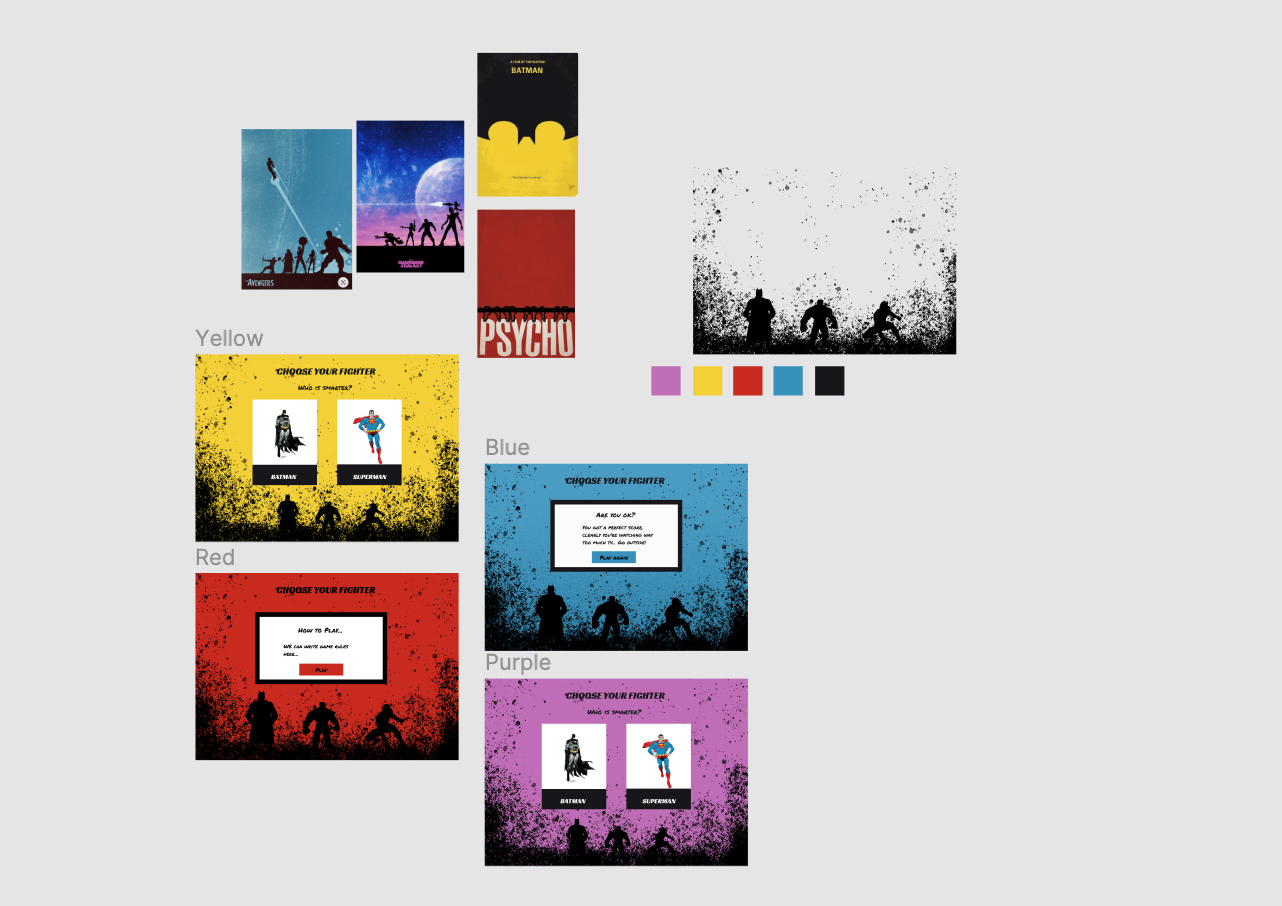 A FILM BY TIM BURTON
BATMAN
THE AVENGERS
GUARDIANS
OF THE GALAXY
PSYCHO
Yellow
CHOOSE YOUR FIGHTER
Who is smarter?
BATMAN
SUPERMAN
Red
CHOOSE YOUR FIGHTER
How to Play..
We can write game rules
here...
Play
Blue
CHOOSE YOUR FIGHTER
Are you ok?
You got a perfect score,
clearly you're watching way
too much tv.. Go outside!
Play again
Purple
CHOOSE YOUR FIGHTER
Who is smarter?
BATMAN
SUPERMAN